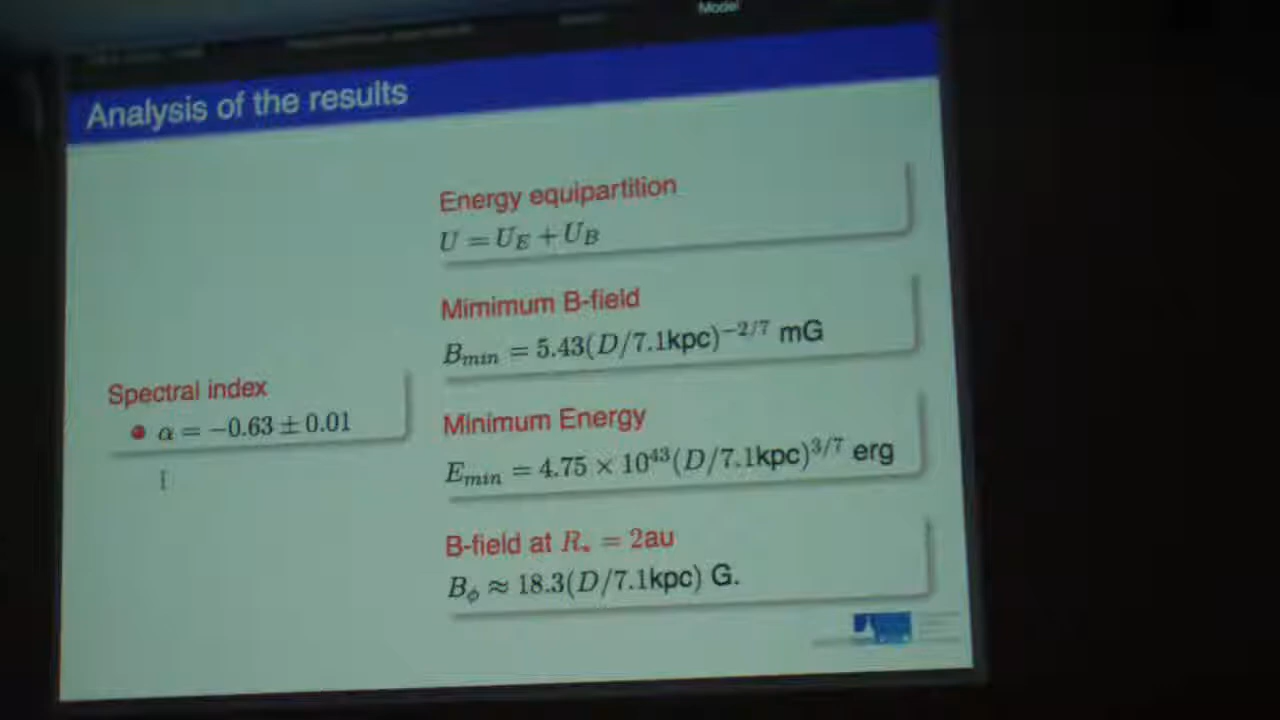 Model
Analysis of the results
Spectral index
α = −0.63 ± 0.01
Energy equipartition
U = U_E + U_B
Mimimum B-field
B_min = 5.43(D/7.1kpc)^−2/7 mG
Minimum Energy
E_min = 4.75 × 10^43(D/7.1kpc)^3/7 erg
B-field at R_* = 2au
B_ϕ ≈ 18.3(D/7.1kpc) G.